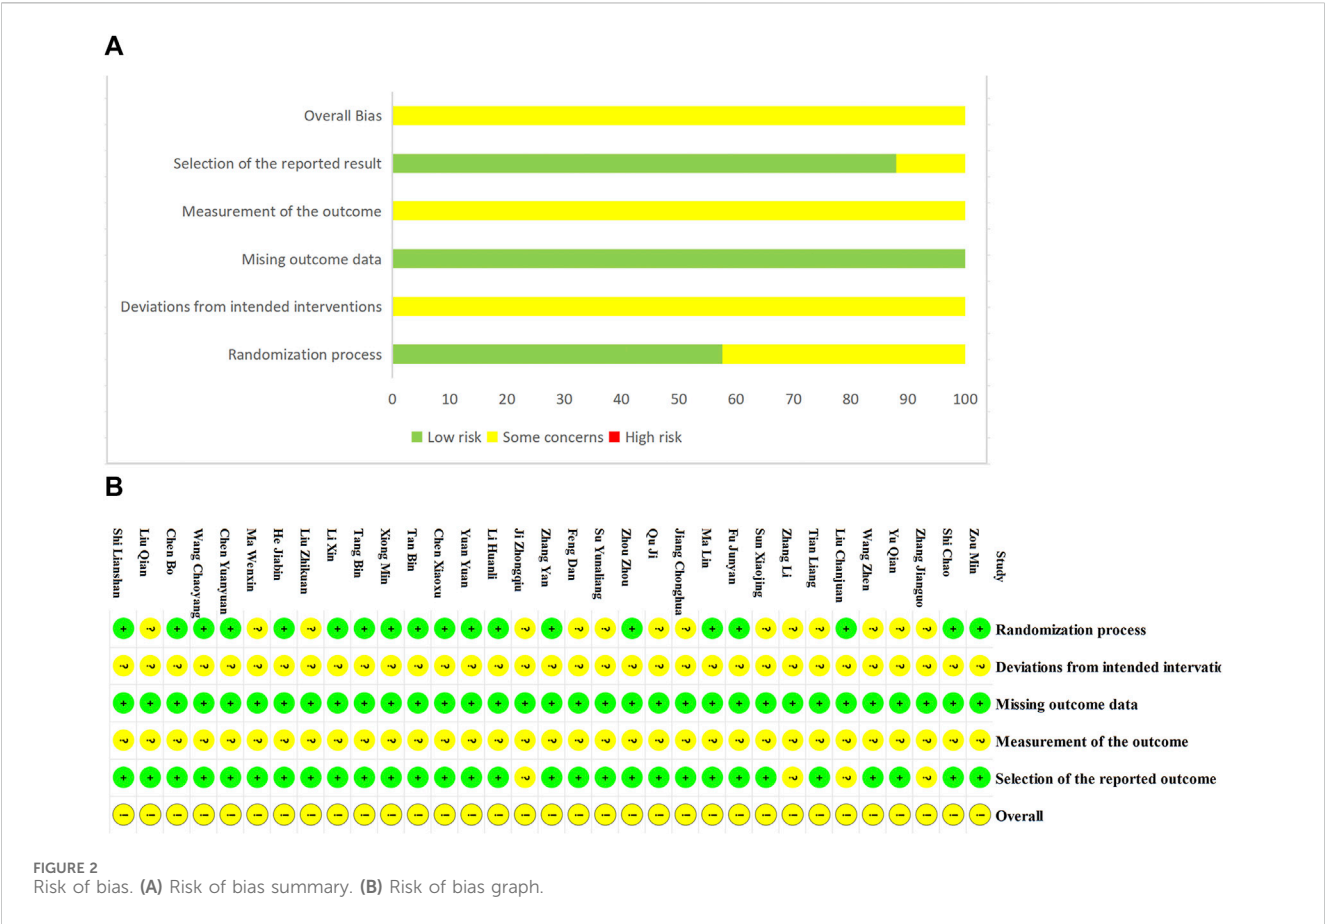 A
Overall Bias
Selection of the reported result
Measurement of the outcome
Mising outcome data
Deviations from intended interventions
Randomization process
0 10 20 30 40 50 60 70 80 90 100
Low risk Some concerns High risk
B
Shi Lianshan
Liu Qian
Chen Bo
Wang Chaoyang
Chen Yuanyuan
Ma Wenxin
He Jiabin
Liu Zhikuan
Li Xin
Tang Bin
Xiong Min
Tan Bin
Chen Xiaoxu
Yuan Yuan
Li Huanli
Ji Zhongqiu
Zhang Yan
Feng Dan
Su Yunaliang
Zhou Zhou
Qu Ji
Jiang Chonghua
Ma Lin
Fu Junyan
Sun Xiaojing
Zhang Li
Tian Liang
Liu Chanjuan
Wang Zhen
Yu Qian
Zhang Jianguo
Shi Chao
Zou Min
Study
+ ? + + + ? + ? + + + + + + + ? + ? ? + ? ? + + ? ? ? + ? ? ? + + Randomization process
? ? ? ? ? ? ? ? ? ? ? ? ? ? ? ? ? ? ? ? ? ? ? ? ? ? ? ? ? ? ? ? ? Deviations from intended intervatic
+ + + + + + + + + + + + + + + + + + + + + + + + + + + + + + + + + Missing outcome data
? ? ? ? ? ? ? ? ? ? ? ? ? ? ? ? ? ? ? ? ? ? ? ? ? ? ? ? ? ? ? ? ? Measurement of the outcome
+ + + + + + + + + + + + + + + ? + + + + + + + + + ? + ? + + ? + + Selection of the reported outcome
! ! ! ! ! ! ! ! ! ! ! ! ! ! ! ! ! ! ! ! ! ! ! ! ! ! ! ! ! ! ! ! ! Overall
FIGURE 2
Risk of bias. (A) Risk of bias summary. (B) Risk of bias graph.